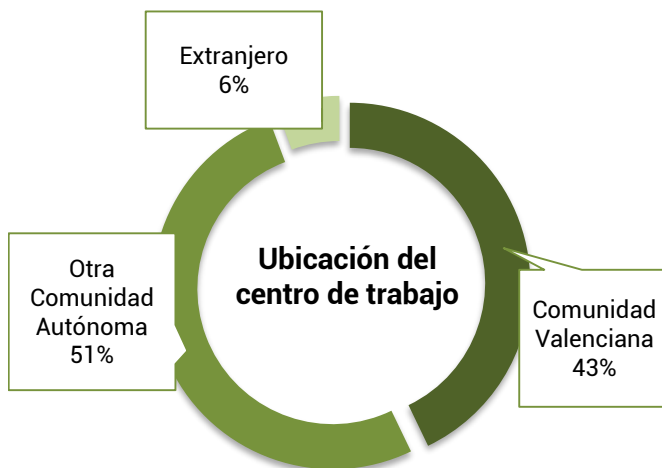 Extranjero
6%
Ubicación del
centro de trabajo
Otra
Comunidad
Autónoma
51%
Comunidad
Valenciana
43%